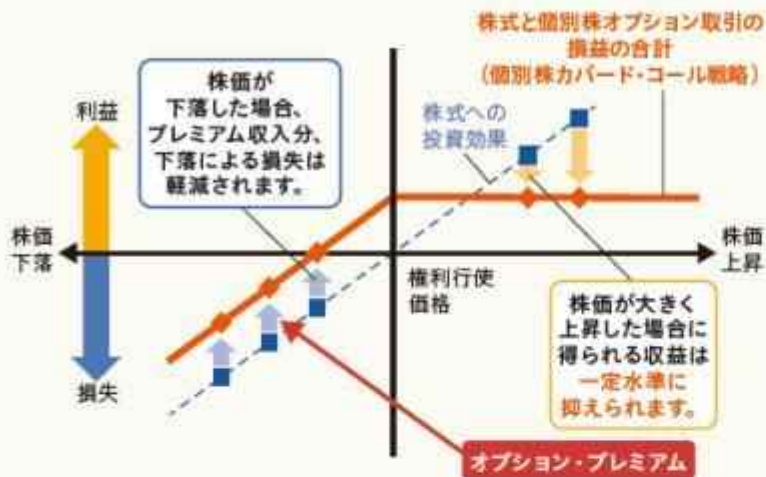 株式と個別株オプション取引の
損益の合計
（個別株カバード・コール戦略）
株価が
下落した場合、
プレミアム収入分、
下落による損失は
軽減されます。
利益
株式への
投資効果
株価
下落
株価
上昇
権利行使
価格
損失
株価が大きく
上昇した場合に
得られる収益は
一定水準に
抑えられます。
オプション・プレミアム